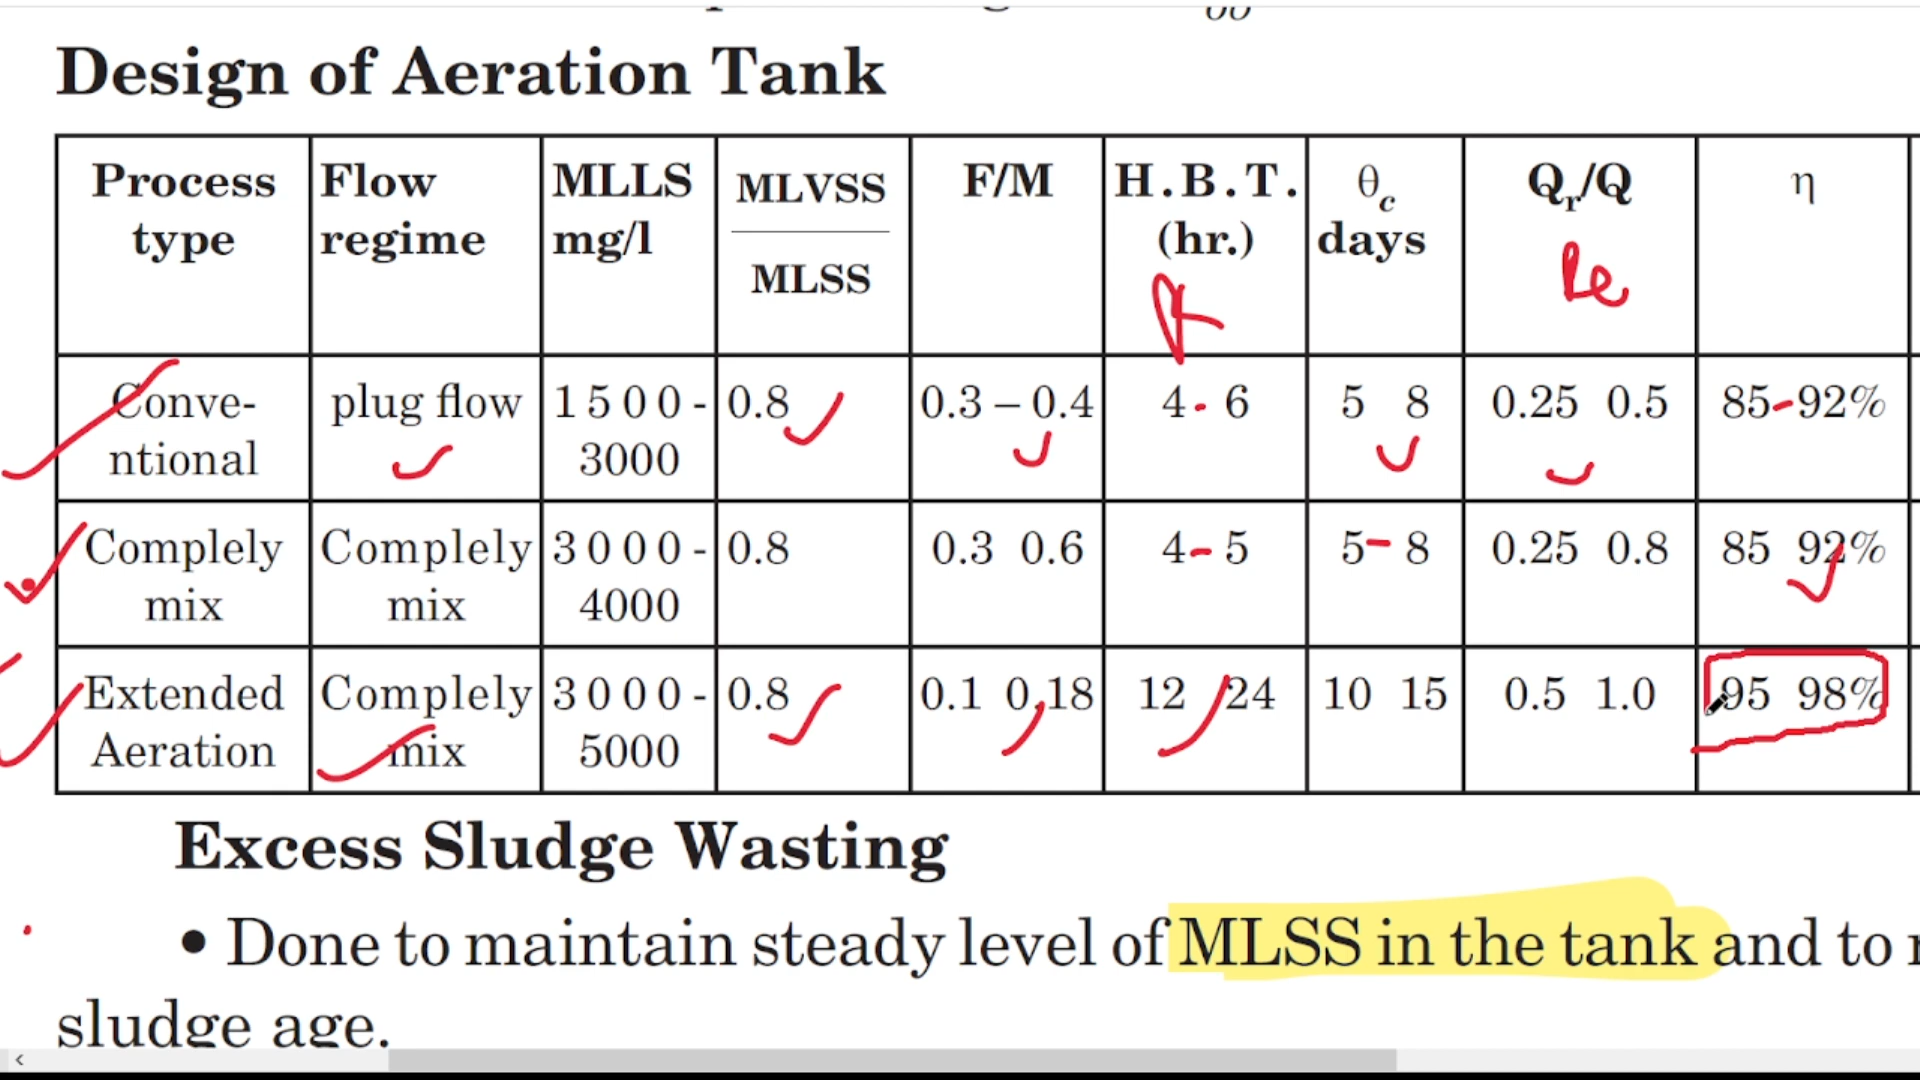 Design of Aeration Tank
Process type | Flow regime | MLLS mg/l | MLVSS / MLSS | F/M | H.B.T. (hr.) | θc days | Qr/Q | η
Conve-ntional | plug flow | 1500-3000 | 0.8 | 0.3 – 0.4 | 4 - 6 | 5 8 | 0.25 0.5 | 85-92%
Complely mix | Complely mix | 3000-4000 | 0.8 | 0.3 0.6 | 4 - 5 | 5 - 8 | 0.25 0.8 | 85 92%
Extended Aeration | Complely mix | 3000-5000 | 0.8 | 0.1 0.18 | 12 24 | 10 15 | 0.5 1.0 | 95 98%
Excess Sludge Wasting
• Done to maintain steady level of MLSS in the tank and to
sludge age.